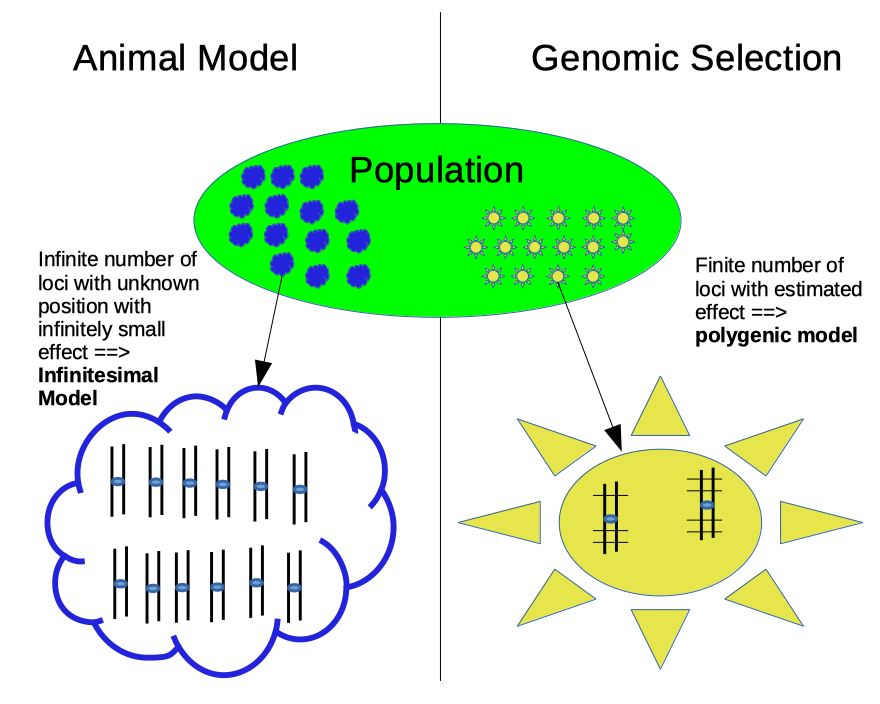 Animal Model
Genomic Selection
Population
Infinite number of
loci with unknown
position with
infinitely small
effect ==>
Infinitesimal
Model
Finite number of
loci with estimated
effect ==>
polygenic model